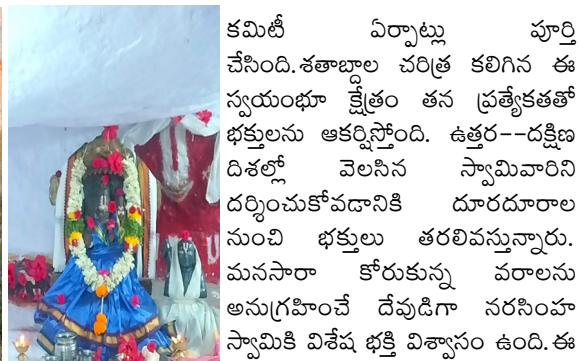 కమిటీ ఏర్పాట్లు పూర్తి
చేసింది.శతాబ్దాల చరిత్ర కలిగిన ఈ
స్వయంభూ క్షేత్రం తన ప్రత్యేకతతో
భక్తులను ఆకర్షిస్తోంది. ఉత్తర––దక్షిణ
దిశల్లో వెలసిన స్వామివారిని
దర్శించుకోవడానికి దూరదూరాల
నుంచి భక్తులు తరలివస్తున్నారు.
మనసారా కోరుకున్న వరాలను
అనుగ్రహించే దేవుడిగా నరసింహ
స్వామికి విశేష భక్తి విశ్వాసం ఉంది.ఈ